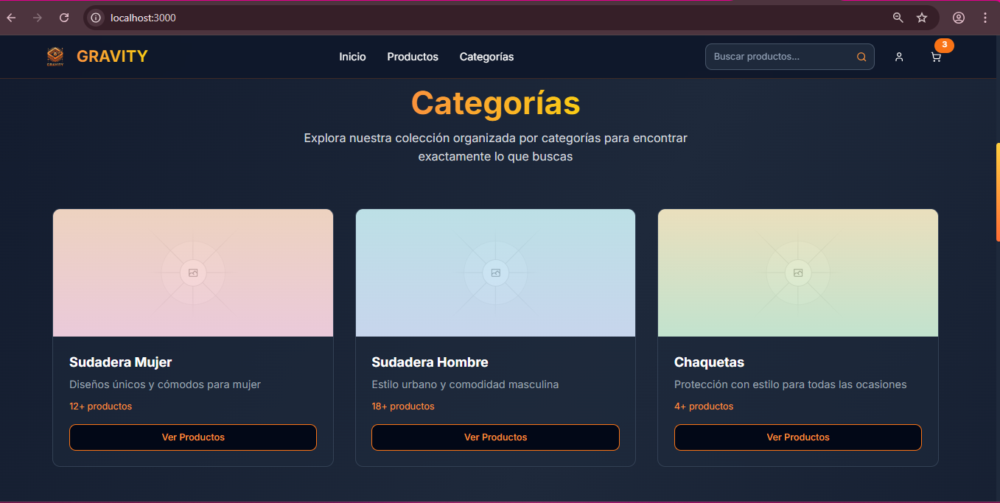 localhost:3000
GRAVITY
GRAVITY
Inicio
Productos
Categorías
Buscar productos...
3
Categorías
Explora nuestra colección organizada por categorías para encontrar
exactamente lo que buscas
Sudadera Mujer
Diseños únicos y cómodos para mujer
12+ productos
Ver Productos
Sudadera Hombre
Estilo urbano y comodidad masculina
18+ productos
Ver Productos
Chaquetas
Protección con estilo para todas las ocasiones
4+ productos
Ver Productos